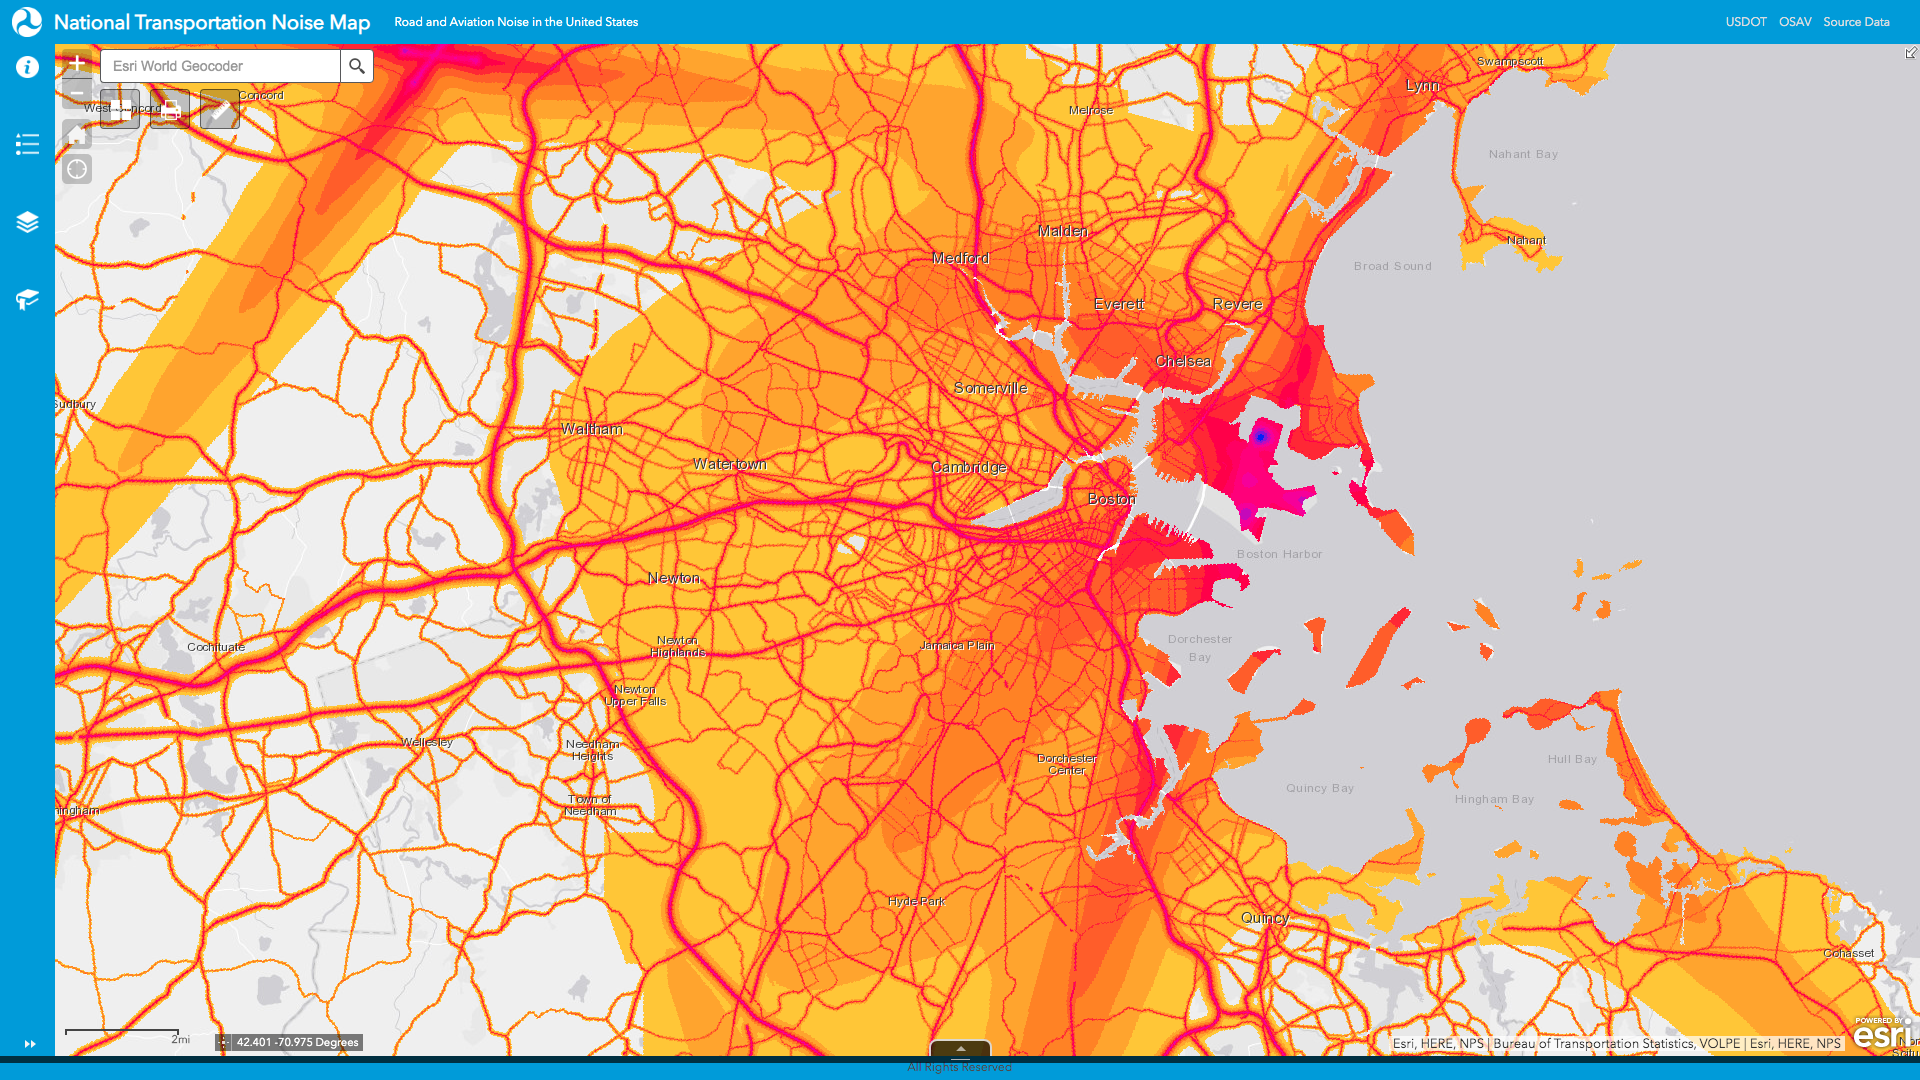 National Transportation Noise Map
Road and Aviation Noise in the United States
USDOT OSAV Source Data
Esri World Geocoder
Swampscott
Lynn
Concord
West Concord
Melrose
Nahant Bay
Malden
Nahant
Medford
Broad Sound
Everett
Revere
Chelsea
Somerville
Sudbury
Waltham
Watertown
Cambridge
Boston
Boston Harbor
Newton
Dorchester
Bay
Newton
Highlands
Jamaica Plain
Cochituate
Newton
Upper Falls
Wellesley
Needham
Heights
Dorchester
Center
Hull Bay
Quincy Bay
Hingham Bay
Town of
Needham
ningham
Hyde Park
Quincy
Cohasset
2mi
42.401 -70.975 Degrees
POWERED BY
esri
Esri, HERE, NPS | Bureau of Transportation Statistics, VOLPE | Esri, HERE, NPS
All Rights Reserved